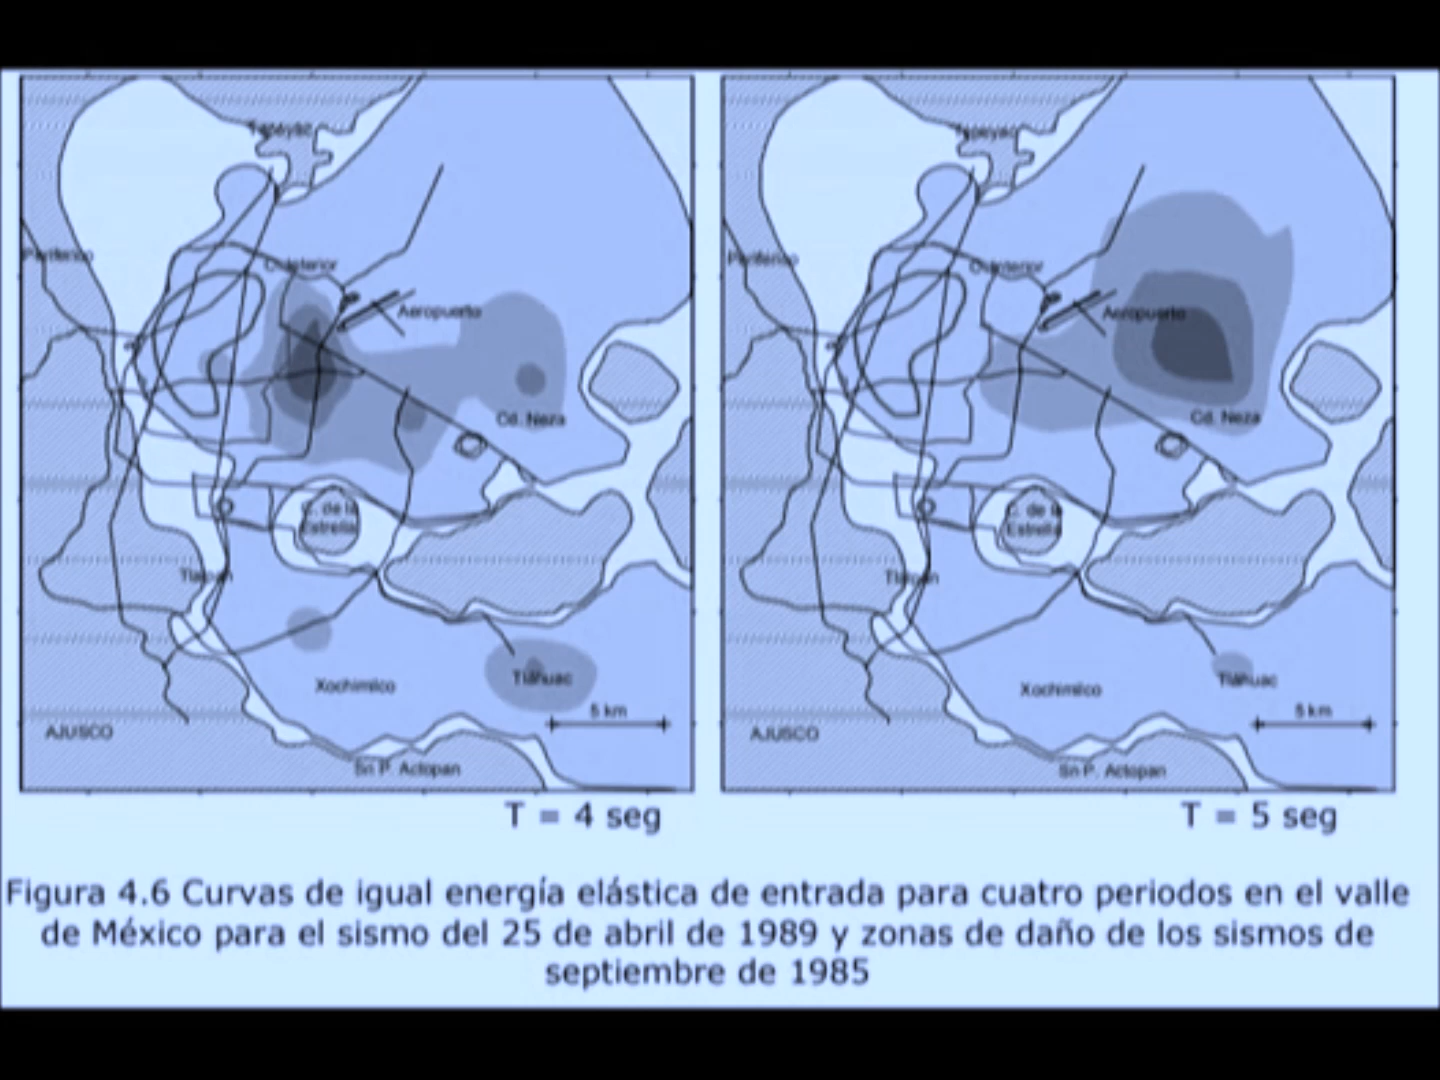 Tepeyac
Periférico
C. Interior
Aeropuerto
Cd. Neza
C. de la
Estrella
Tlalpan
Xochimilco
Tláhuac
5 km
AJUSCO
Sn P. Actopan
T = 4 seg
Tepeyac
Periférico
C. Interior
Aeropuerto
Cd. Neza
C. de la
Estrella
Tlalpan
Xochimilco
Tláhuac
5 km
AJUSCO
Sn P. Actopan
T = 5 seg
Figura 4.6 Curvas de igual energía elástica de entrada para cuatro periodos en el valle
de México para el sismo del 25 de abril de 1989 y zonas de daño de los sismos de
septiembre de 1985